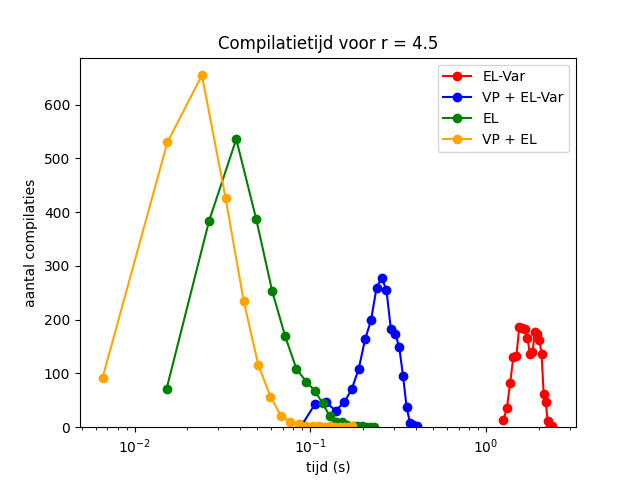 Compilatietijd voor r = 4.5
EL-Var
VP + EL-Var
EL
VP + EL
aantal compilaties
600
500
400
300
200
100
0
10⁻² 10⁻¹ 10⁰
tijd (s)